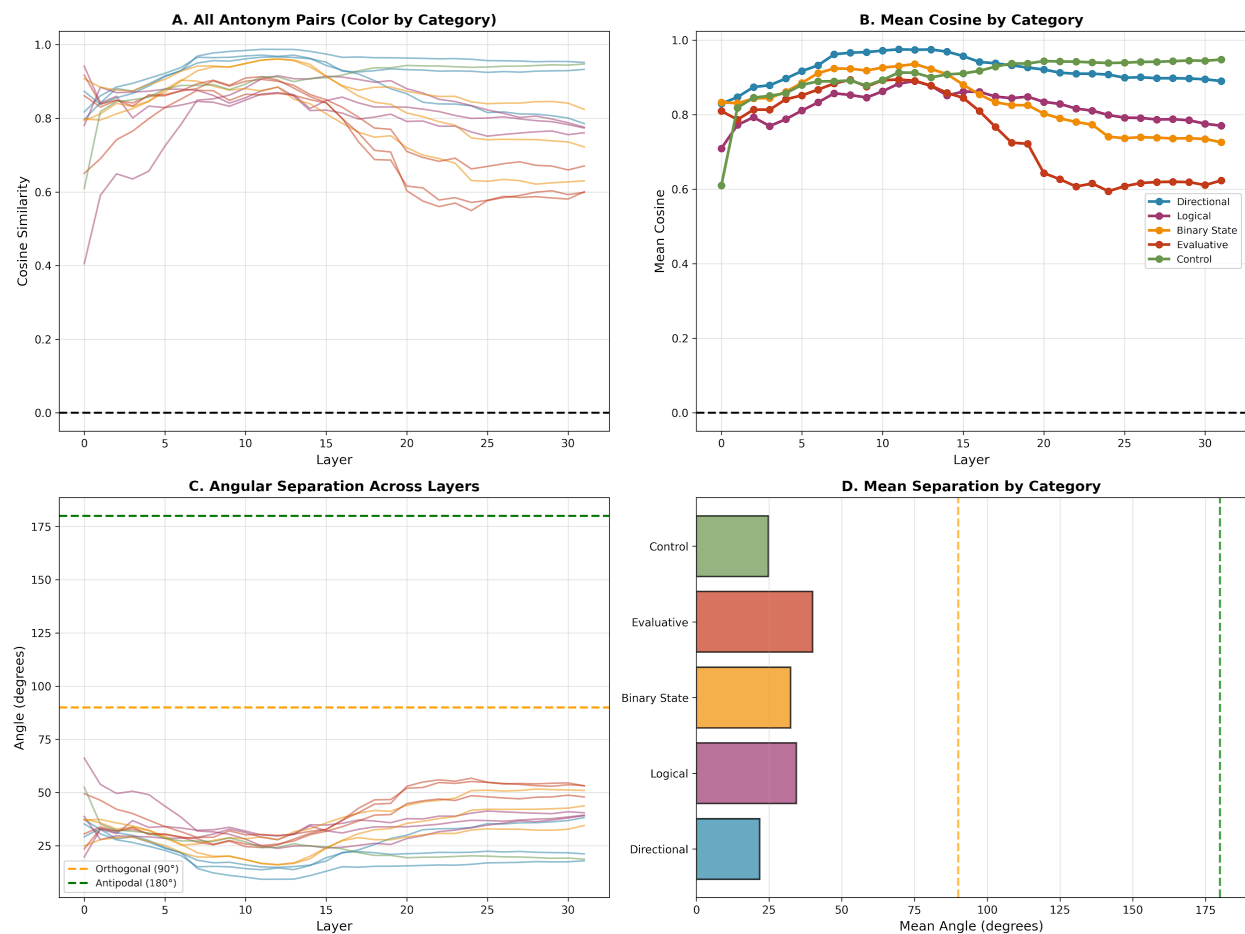 A. All Antonym Pairs (Color by Category)
1.0
0.8
0.6
0.4
0.2
0.0
Cosine Similarity
0 5 10 15 20 25 30
Layer
B. Mean Cosine by Category
1.0
0.8
0.6
0.4
0.2
0.0
Mean Cosine
Directional
Logical
Binary State
Evaluative
Control
0 5 10 15 20 25 30
Layer
C. Angular Separation Across Layers
175
150
125
100
75
50
25
Angle (degrees)
Orthogonal (90°)
Antipodal (180°)
0 5 10 15 20 25 30
Layer
D. Mean Separation by Category
Control
Evaluative
Binary State
Logical
Directional
0 25 50 75 100 125 150 175
Mean Angle (degrees)